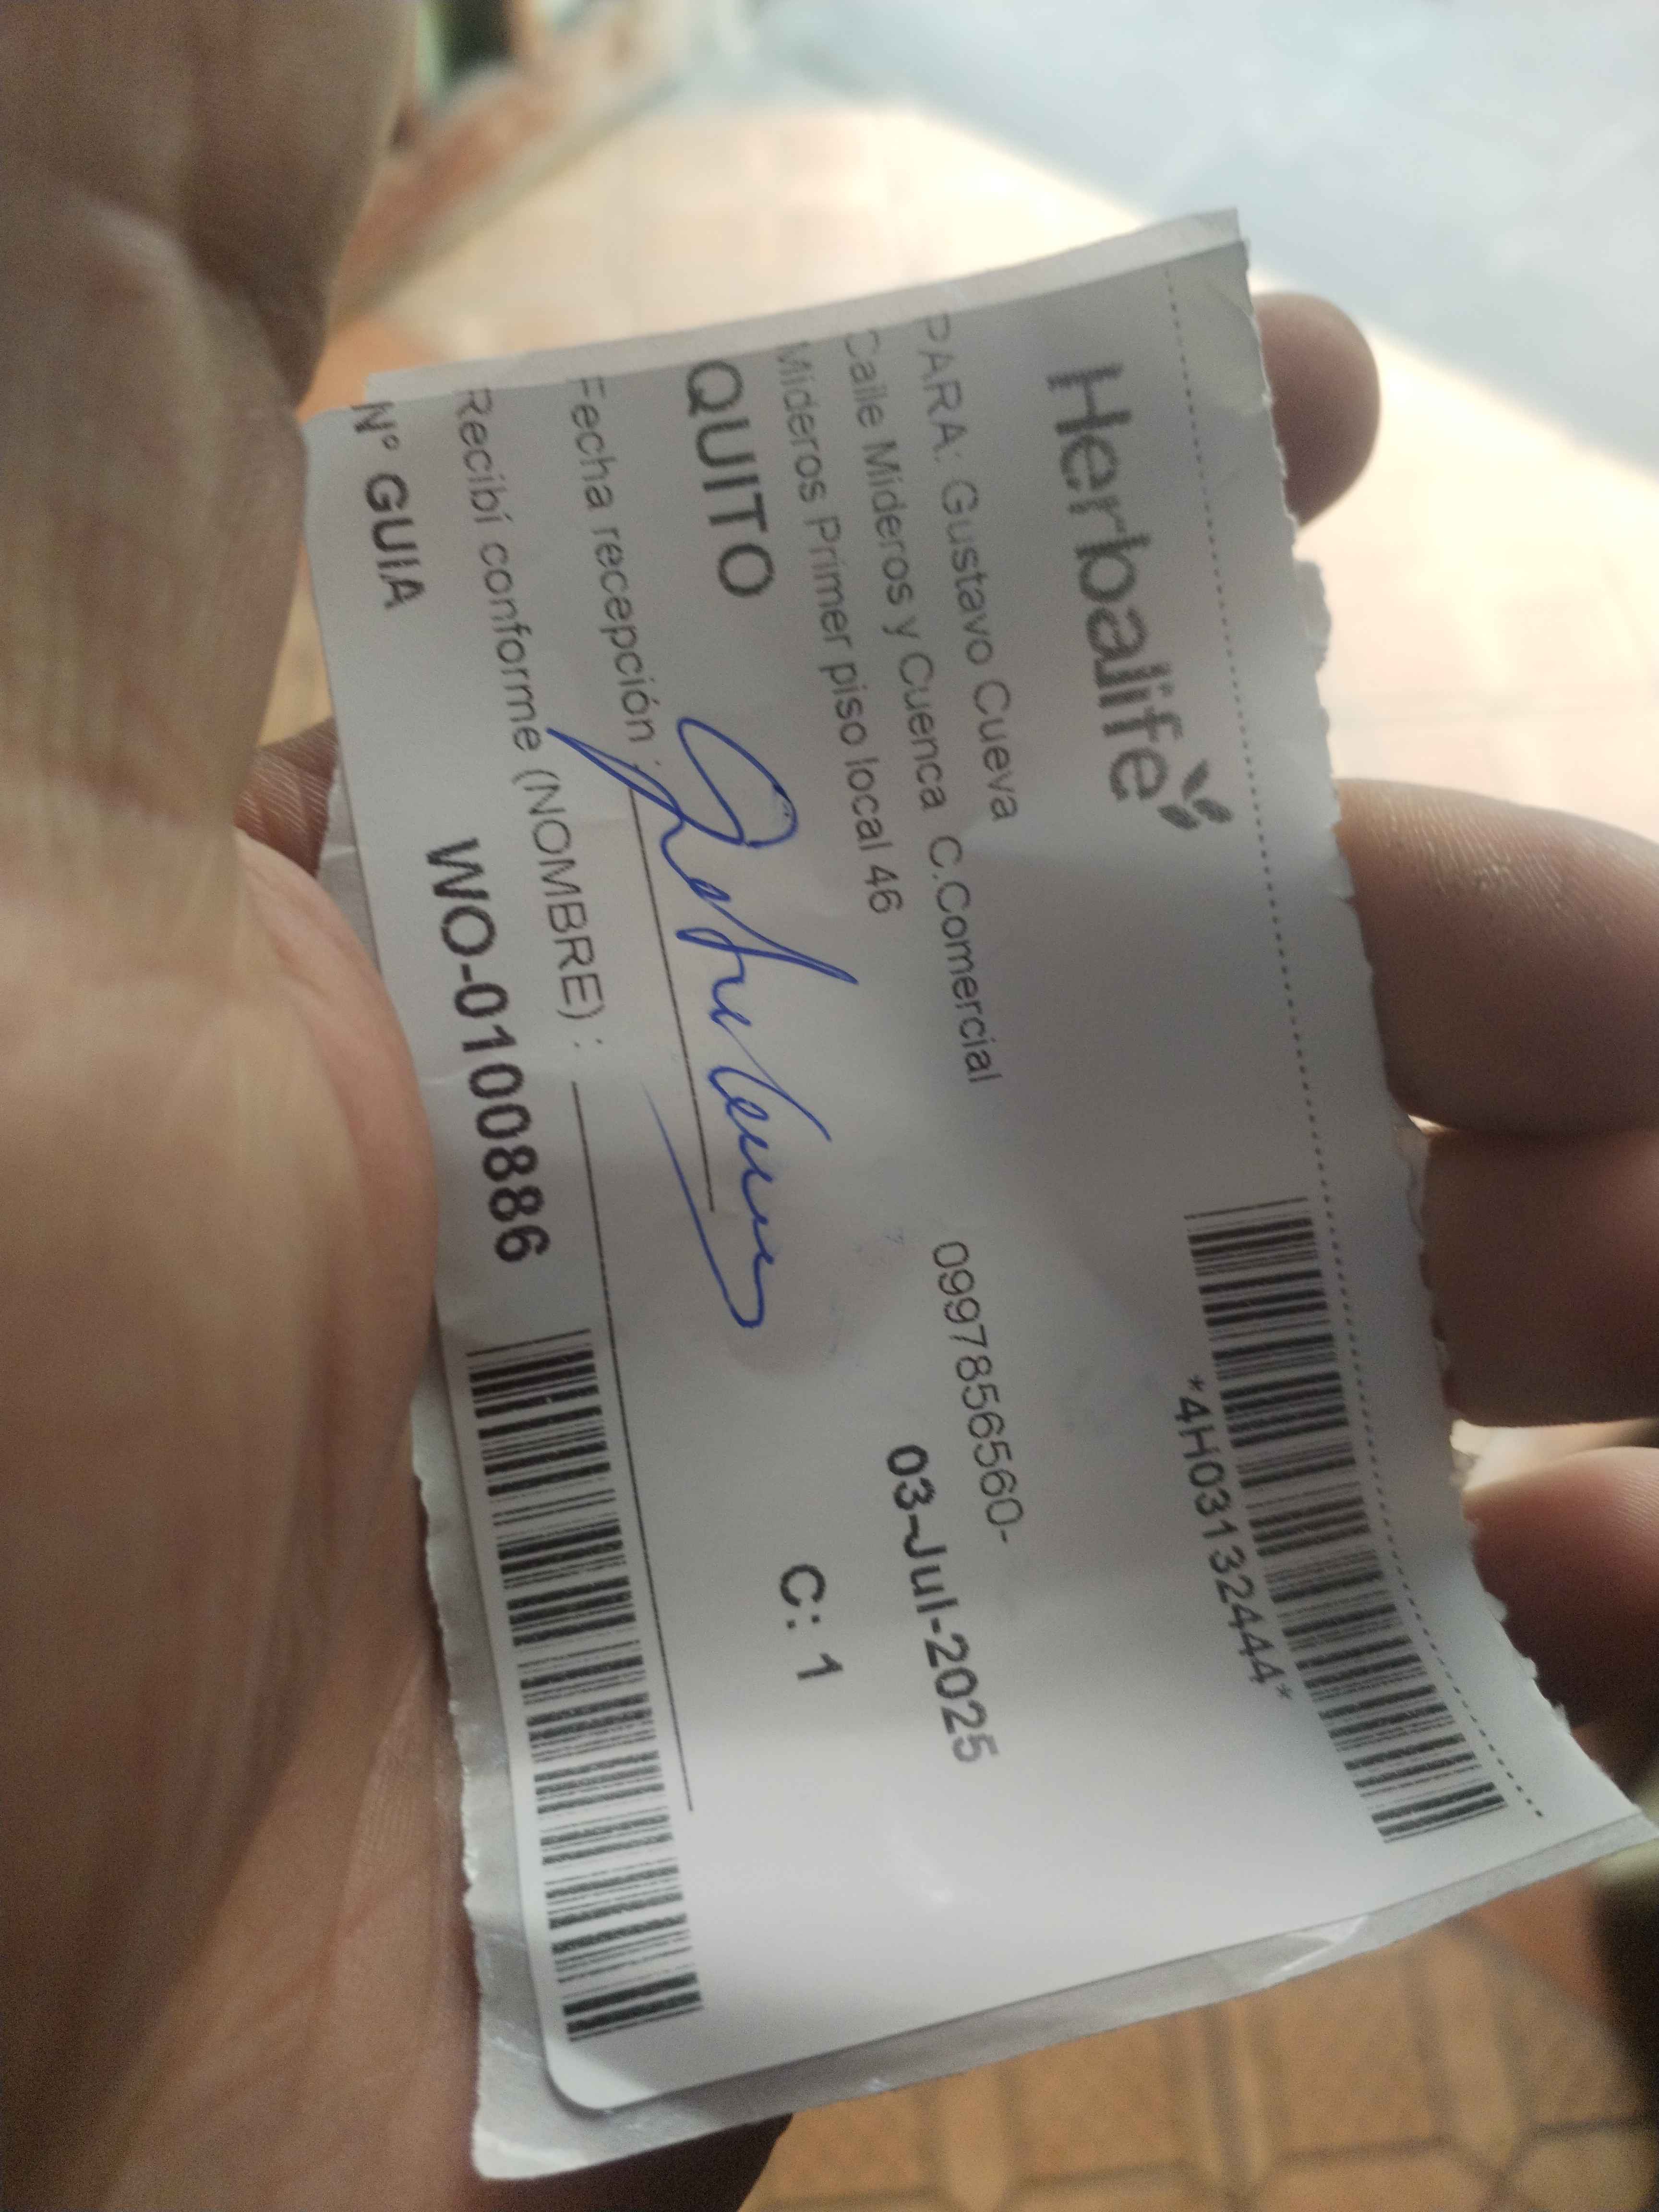 Herbalife
*4H03132444*
PARA: Gustavo Cueva
0997856560-
Calle Mideros y Cuenca C.Comercial
Mideros Primer piso local 46
03-Jul-2025
QUITO
C: 1
Fecha recepción :
Recibí conforme (NOMBRE) :
N° GUIA
WO-0100886